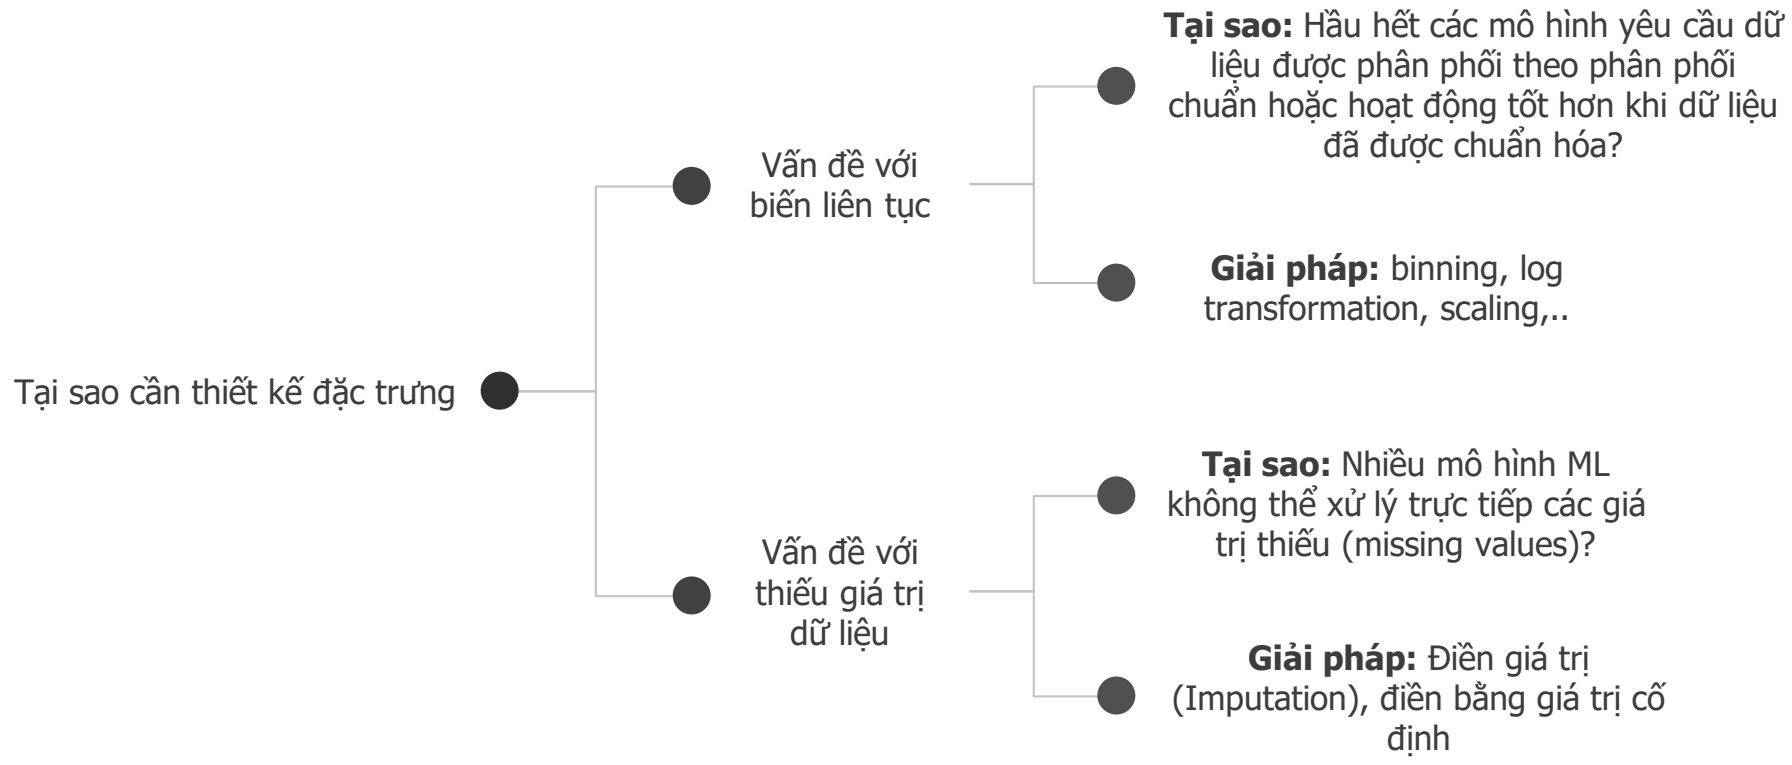 Tại sao cần thiết kế đặc trưng
Vấn đề với
biến liên tục
Tại sao: Hầu hết các mô hình yêu cầu dữ
liệu được phân phối theo phân phối
chuẩn hoặc hoạt động tốt hơn khi dữ liệu
đã được chuẩn hóa?
Giải pháp: binning, log
transformation, scaling,..
Vấn đề với
thiếu giá trị
dữ liệu
Tại sao: Nhiều mô hình ML
không thể xử lý trực tiếp các giá
trị thiếu (missing values)?
Giải pháp: Điền giá trị
(Imputation), điền bằng giá trị cố
định